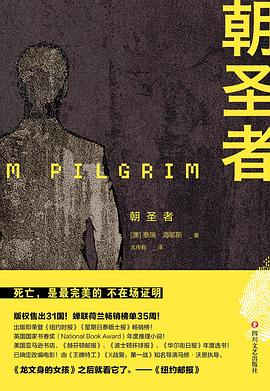 朝圣者
M PILGRIM
朝圣者
[澳] 泰瑞·海耶斯 著
尤传莉 译
死亡，是最完美的 不在场证明
版权售出31国！蝉联荷兰畅销榜单35周！
出版即荣登《纽约时报》《星期日泰晤士报》畅销榜！
英国国家书卷奖（National Book Award）年度推理小说！
美国亚马逊书店、《赫芬顿邮报》、《波士顿环球报》、《华尔街日报》年度选书！
已确定改编电影！由《王牌特工》《X战警：第一战》知名导演马修·沃恩执导。
《龙文身的女孩》之后就看它了。——《纽约邮报》
四川文艺出版社